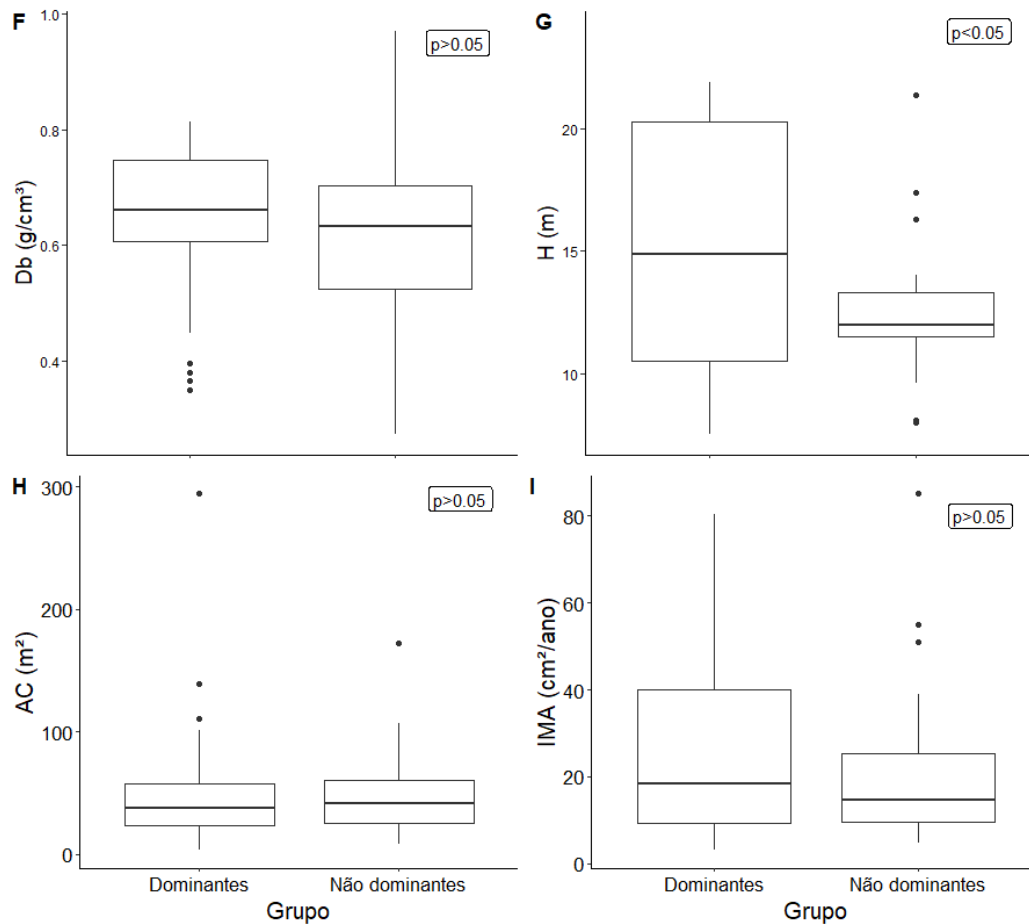 F
1.0
0.8
0.6
0.4
Db (g/cm³)
p>0.05
G
20
15
10
H (m)
p<0.05
H
300
200
100
0
AC (m²)
p>0.05
Dominantes
Não dominantes
Grupo
I
80
60
40
20
0
IMA (cm²/ano)
p>0.05
Dominantes
Não dominantes
Grupo